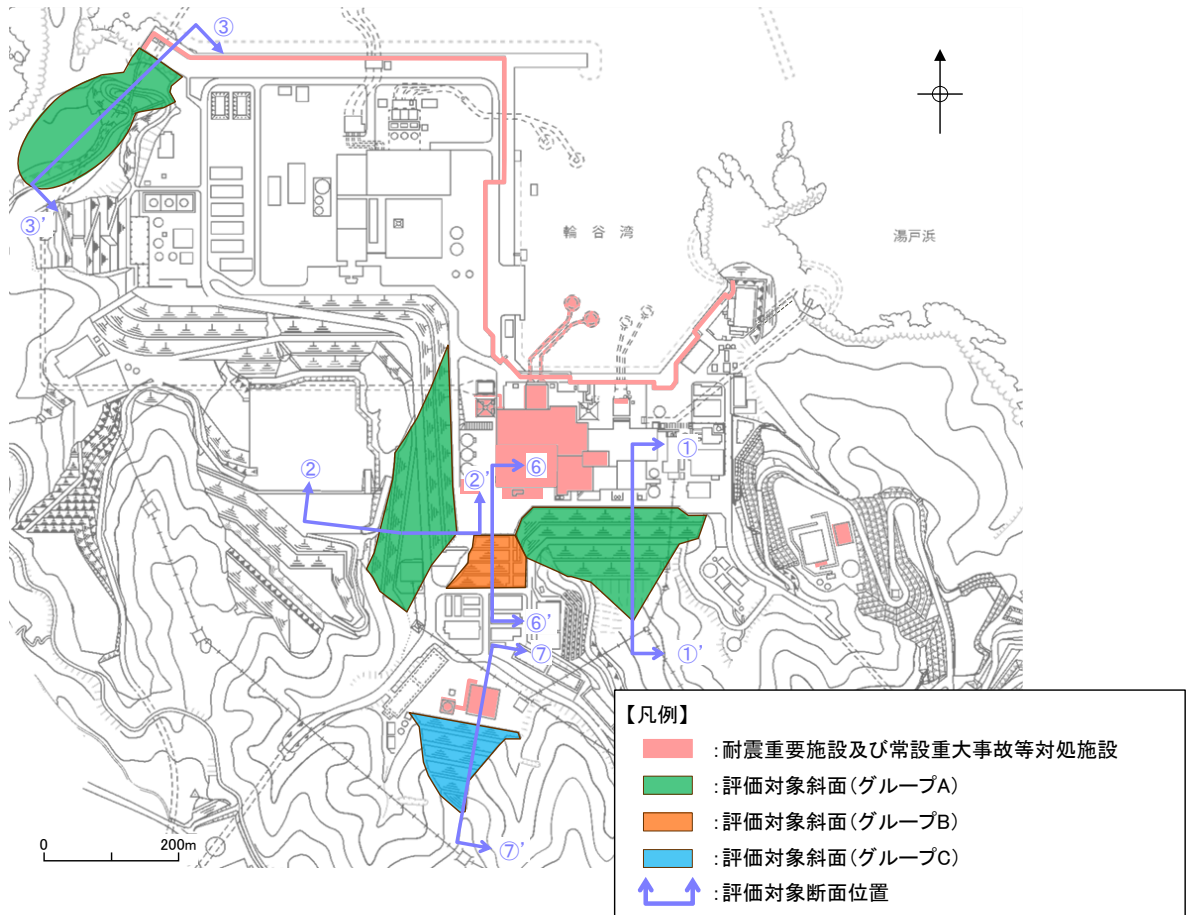 ③
③'
輪谷湾
湯戸浜
②
②'
⑥
①
⑥'
⑦
①'
⑦'
0 200m
【凡例】
:耐震重要施設及び常設重大事故等対処施設
:評価対象斜面(グループA)
:評価対象斜面(グループB)
:評価対象斜面(グループC)
:評価対象断面位置